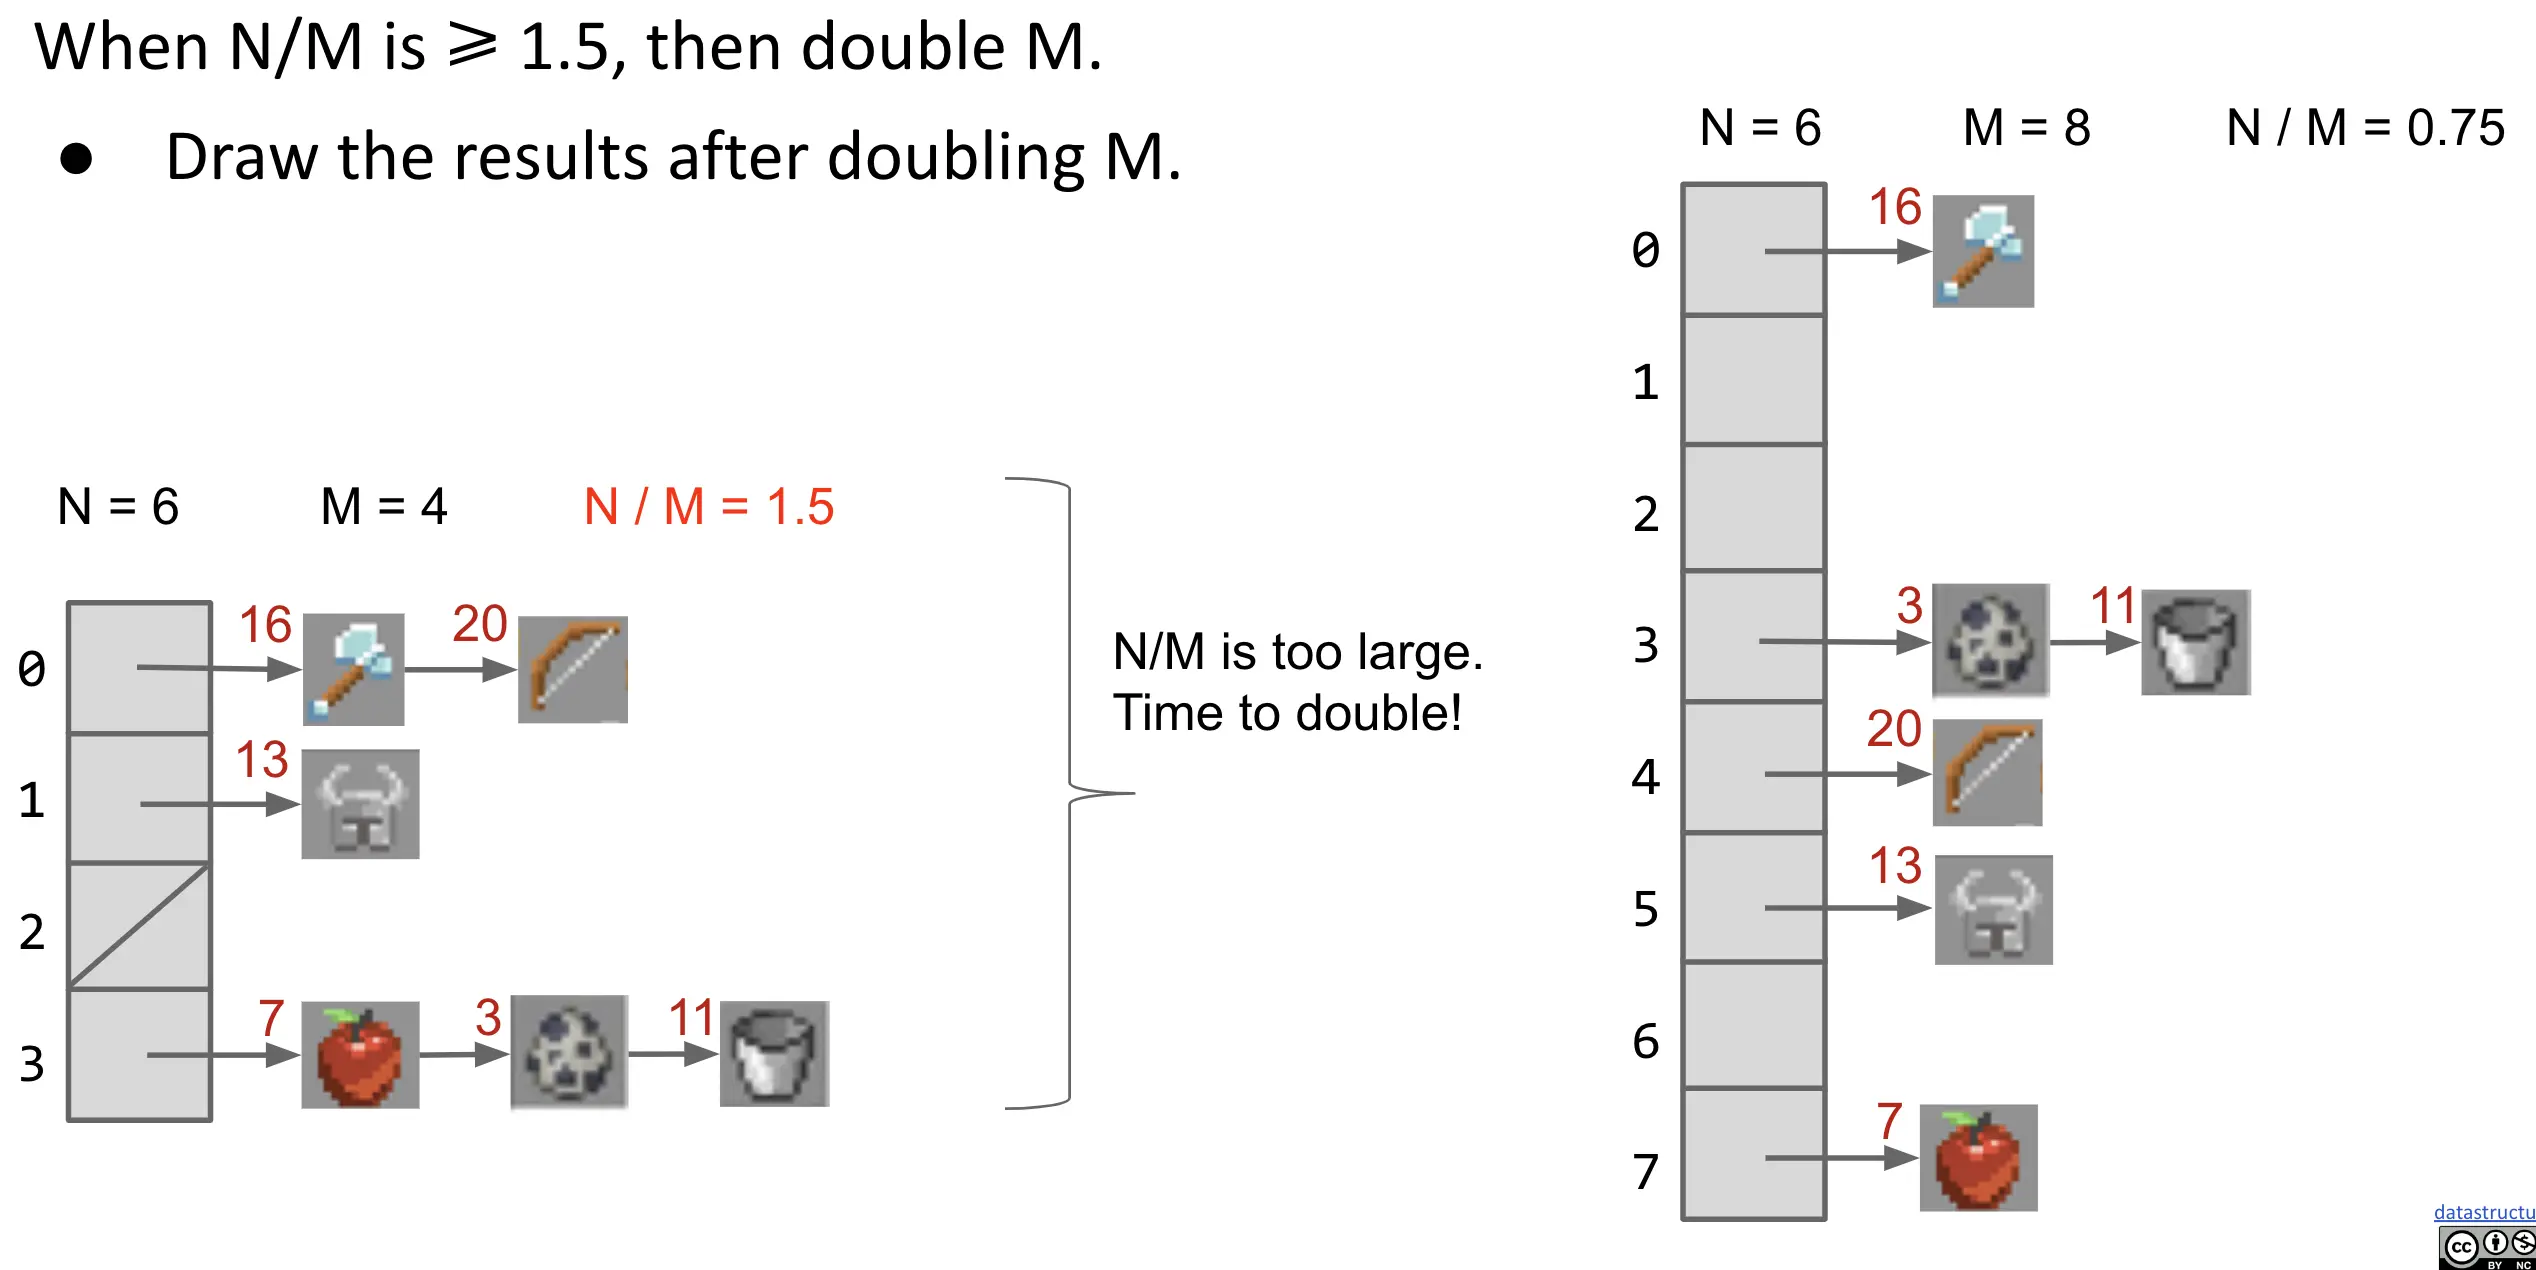 When N/M is ⩾ 1.5, then double M.
● Draw the results after doubling M.
N = 6 M = 4 N / M = 1.5
0 16 20
1 13
2
3 7 3 11
N/M is too large.
Time to double!
N = 6 M = 8 N / M = 0.75
0 16
1
2
3 3 11
4 20
5 13
6
7 7
datastructu
cc
BY NC